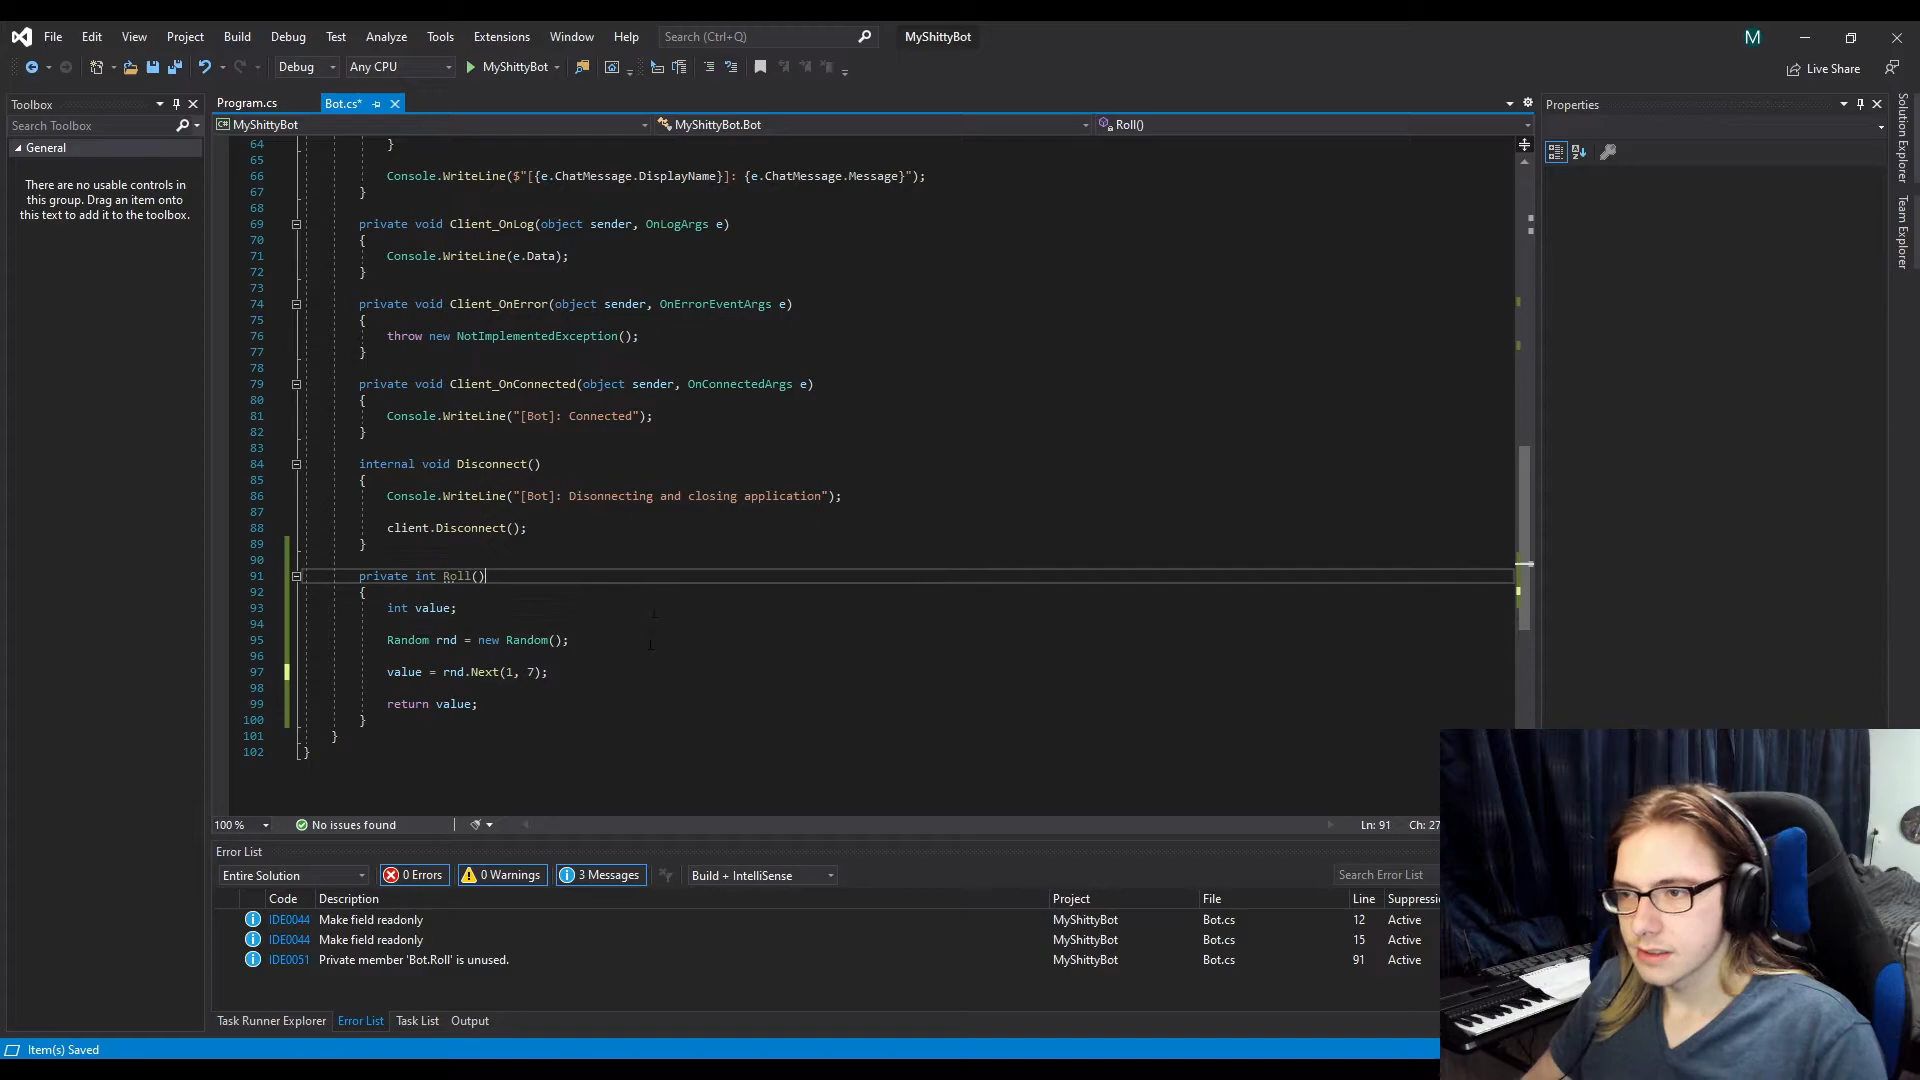 File Edit View Project Build Debug Test Analyze Tools Extensions Window Help Search (Ctrl+Q) MyShittyBot M
Debug Any CPU MyShittyBot Live Share
Toolbox
Search Toolbox
General
There are no usable controls in
this group. Drag an item onto
this text to add it to the toolbox.
Program.cs Bot.cs*
C# MyShittyBot MyShittyBot.Bot Roll()
64 }
65
66 Console.WriteLine($"[{e.ChatMessage.DisplayName}]: {e.ChatMessage.Message}");
67 }
68
69 private void Client_OnLog(object sender, OnLogArgs e)
70 {
71 Console.WriteLine(e.Data);
72 }
73
74 private void Client_OnError(object sender, OnErrorEventArgs e)
75 {
76 throw new NotImplementedException();
77 }
78
79 private void Client_OnConnected(object sender, OnConnectedArgs e)
80 {
81 Console.WriteLine("[Bot]: Connected");
82 }
83
84 internal void Disconnect()
85 {
86 Console.WriteLine("[Bot]: Disonnecting and closing application");
87
88 client.Disconnect();
89 }
90
91 private int Roll()
92 {
93 int value;
94
95 Random rnd = new Random();
96
97 value = rnd.Next(1, 7);
98
99 return value;
100 }
101 }
102 }
100 % No issues found Ln: 91 Ch: 27
Properties
Solution Explorer
Team Explorer
Error List
Entire Solution 0 Errors 0 Warnings 3 Messages Build + IntelliSense Search Error List
Code Description Project File Line Suppressi
IDE0044 Make field readonly MyShittyBot Bot.cs 12 Active
IDE0044 Make field readonly MyShittyBot Bot.cs 15 Active
IDE0051 Private member 'Bot.Roll' is unused. MyShittyBot Bot.cs 91 Active
Task Runner Explorer Error List Task List Output
Item(s) Saved